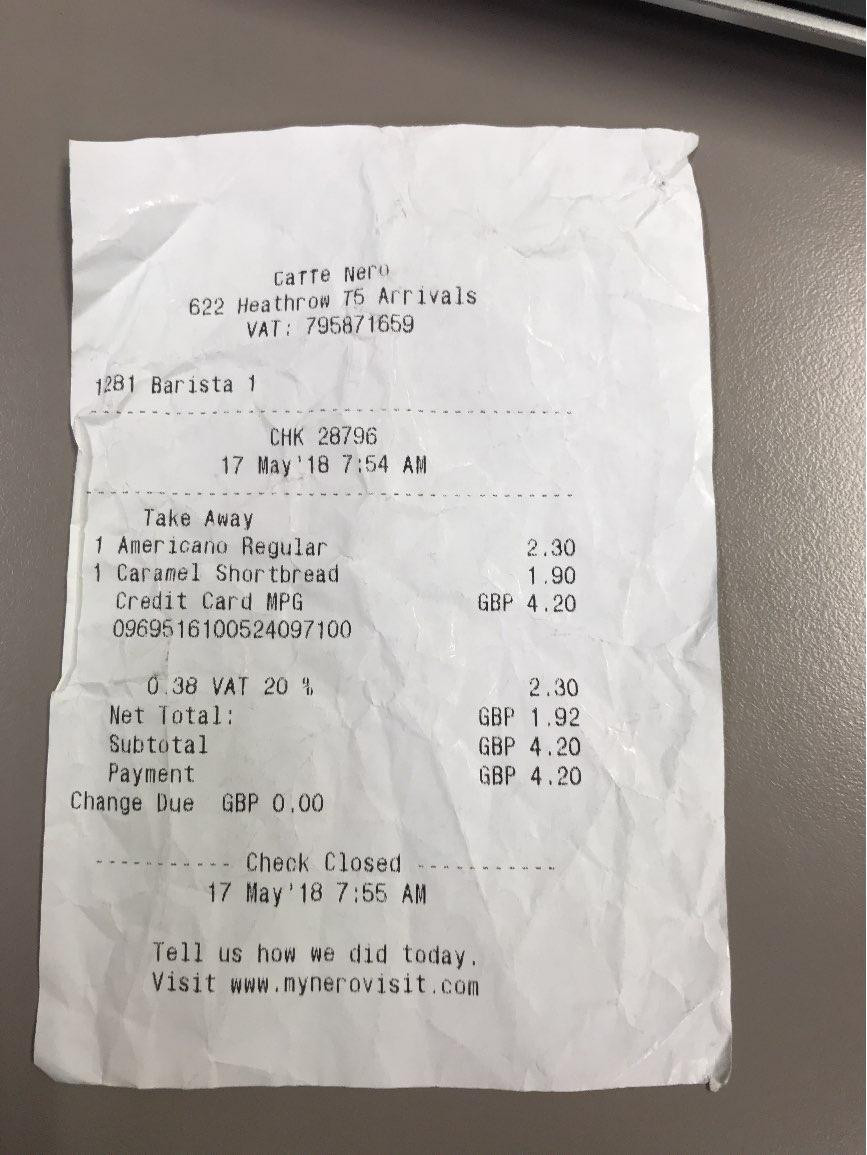 Caffe Nero
622 Heathrow T5 Arrivals
VAT: 795871659
1281 Barista 1
CHK 28796
17 May'18 7:54 AM
Take Away
1 Americano Regular 2.30
1 Caramel Shortbread 1.90
Credit Card MPG GBP 4.20
0969516100524097100
0.38 VAT 20 % 2.30
Net Total: GBP 1.92
Subtotal GBP 4.20
Payment GBP 4.20
Change Due GBP 0.00
----------- Check Closed -----------
17 May'18 7:55 AM
Tell us how we did today.
Visit www.mynerovisit.com